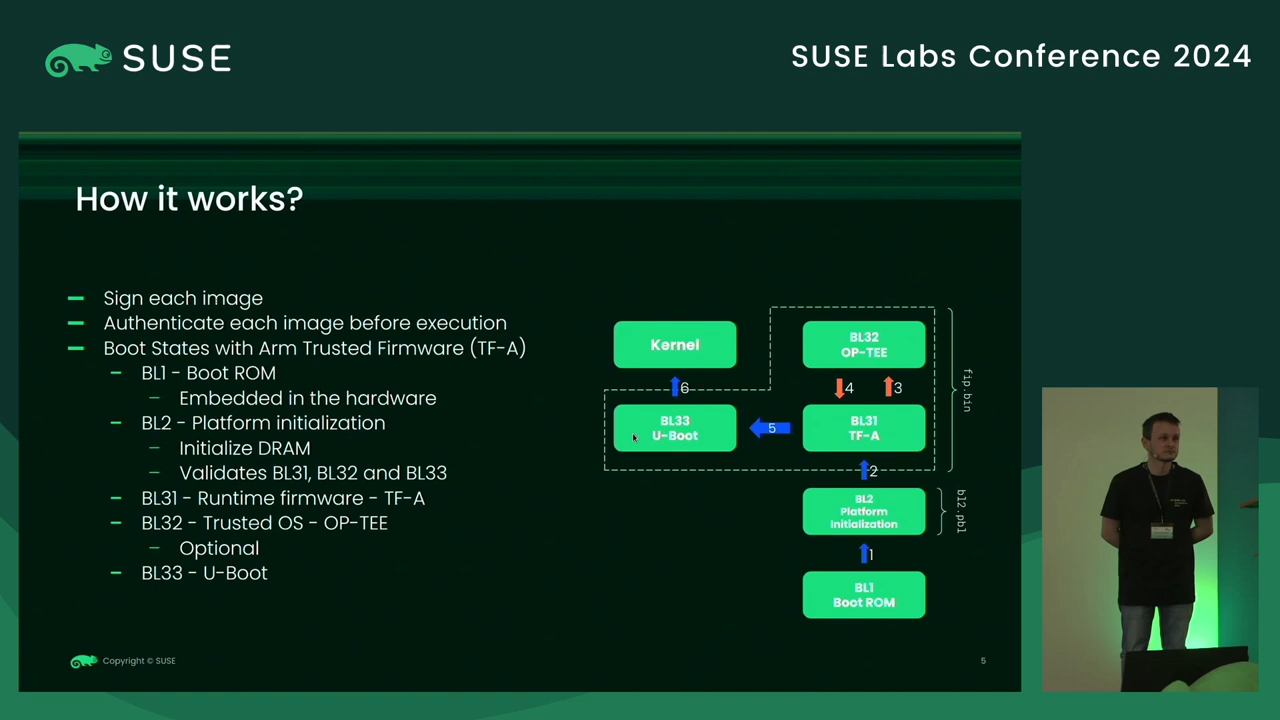 SUSE
SUSE Labs Conference 2024
How it works?
Sign each image
Authenticate each image before execution
Boot States with Arm Trusted Firmware (TF-A)
BL1 - Boot ROM
Embedded in the hardware
BL2 - Platform initialization
Initialize DRAM
Validates BL31, BL32 and BL33
BL31 - Runtime firmware - TF-A
BL32 - Trusted OS - OP-TEE
Optional
BL33 - U-Boot
Kernel
BL32
OP-TEE
6
4
3
fip.bin
BL33
U-Boot
5
BL31
TF-A
2
BL2
Platform
Initialization
bl2.pbl
1
BL1
Boot ROM
Copyright © SUSE
5